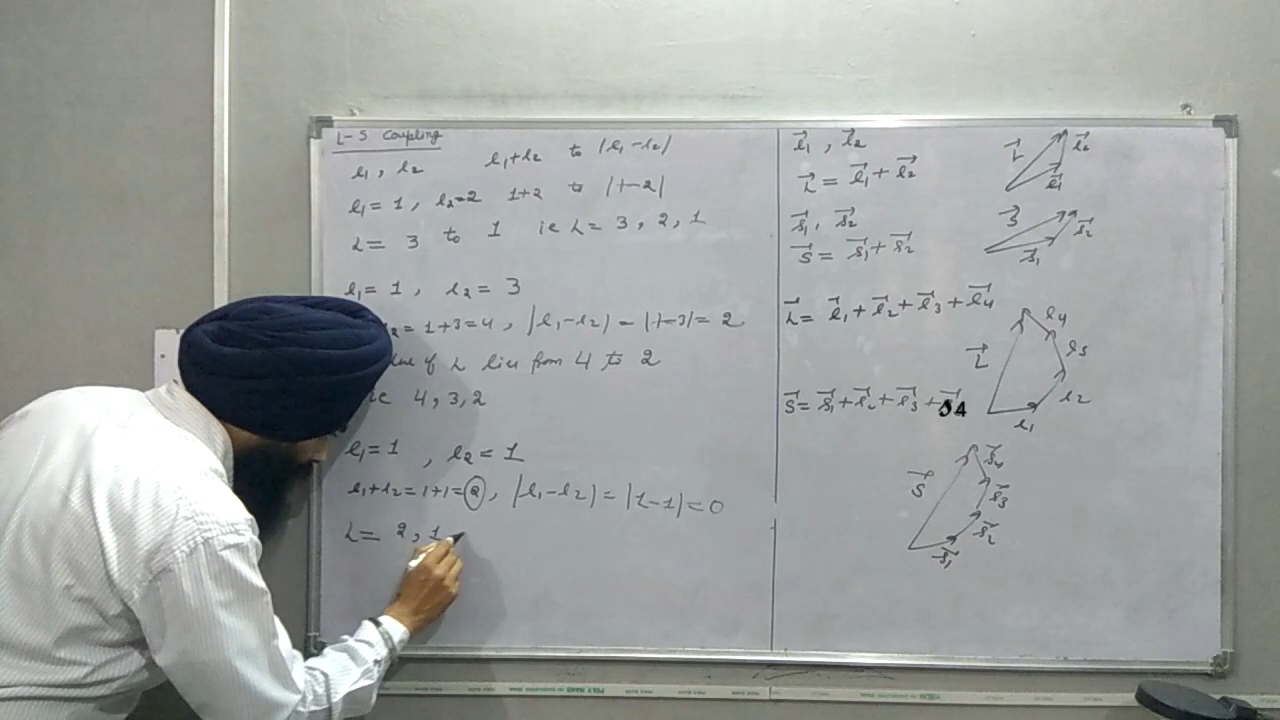 L-S Coupling
l₁, l₂ l₁+l₂ to |l₁-l₂|
l₁=1, l₂=2 1+2 to |1-2|
L= 3 to 1 ie L= 3, 2, 1
l₁=1, l₂=3
₂=1+3=4, |l₁-l₂|=|1-3|=2
of L lies from 4 to 2
ie 4,3,2
l₁=1 , l₂=1
l₁+l₂=1+1=2, |l₁-l₂|=|1-1|=0
L= 2,1
l⃗₁, l⃗₂
L⃗= l⃗₁+l⃗₂
s⃗₁, s⃗₂
S⃗= s⃗₁+s⃗₂
L⃗= l⃗₁+l⃗₂+l⃗₃+l⃗₄
S⃗= s⃗₁+s⃗₂+s⃗₃+s⃗4
L⃗ l⃗₂
l⃗₁
S⃗ s⃗₂
s⃗₁
l₄
L⃗ l₃
l₂
l₁
s⃗₄
S⃗ s⃗₃
s⃗₂
s⃗₁